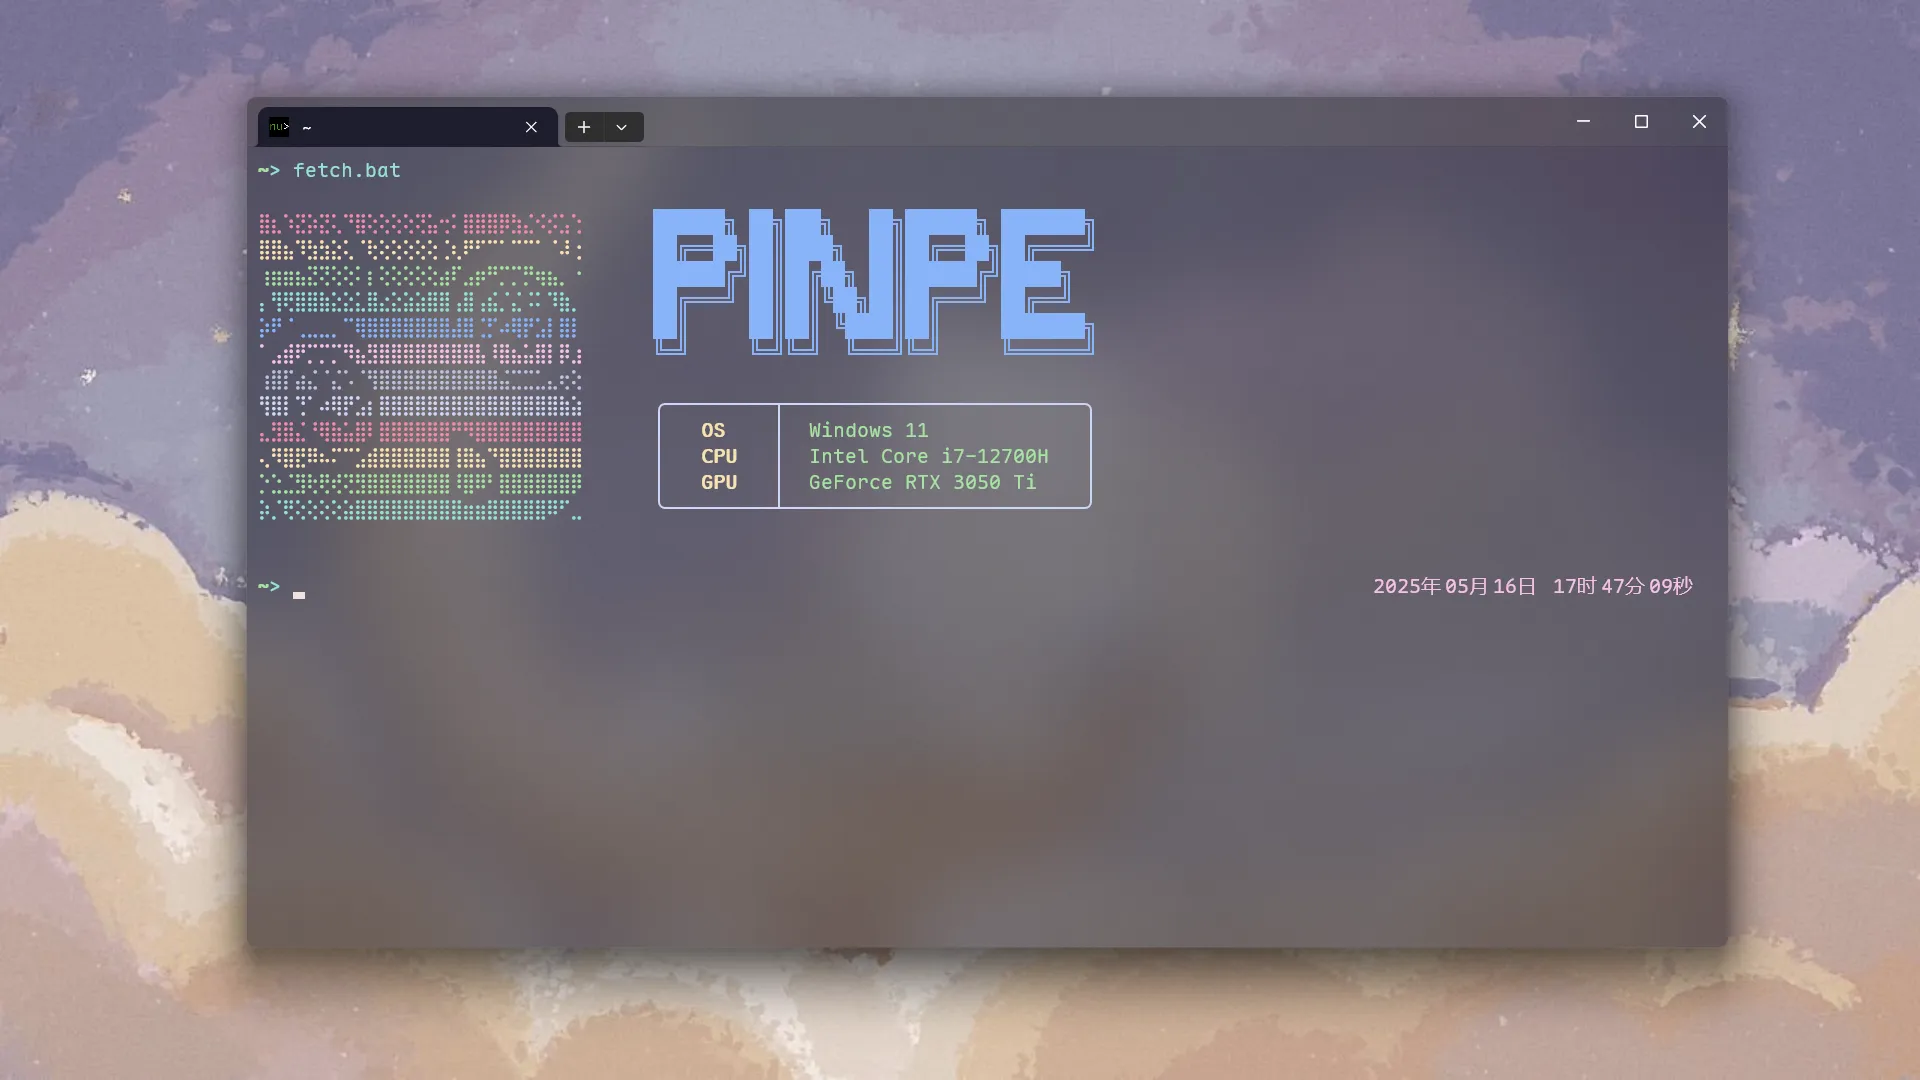 nu> ~
~> fetch.bat
PINPE
OS Windows 11
CPU Intel Core i7-12700H
GPU GeForce RTX 3050 Ti
~> 2025年05月16日 17时47分09秒